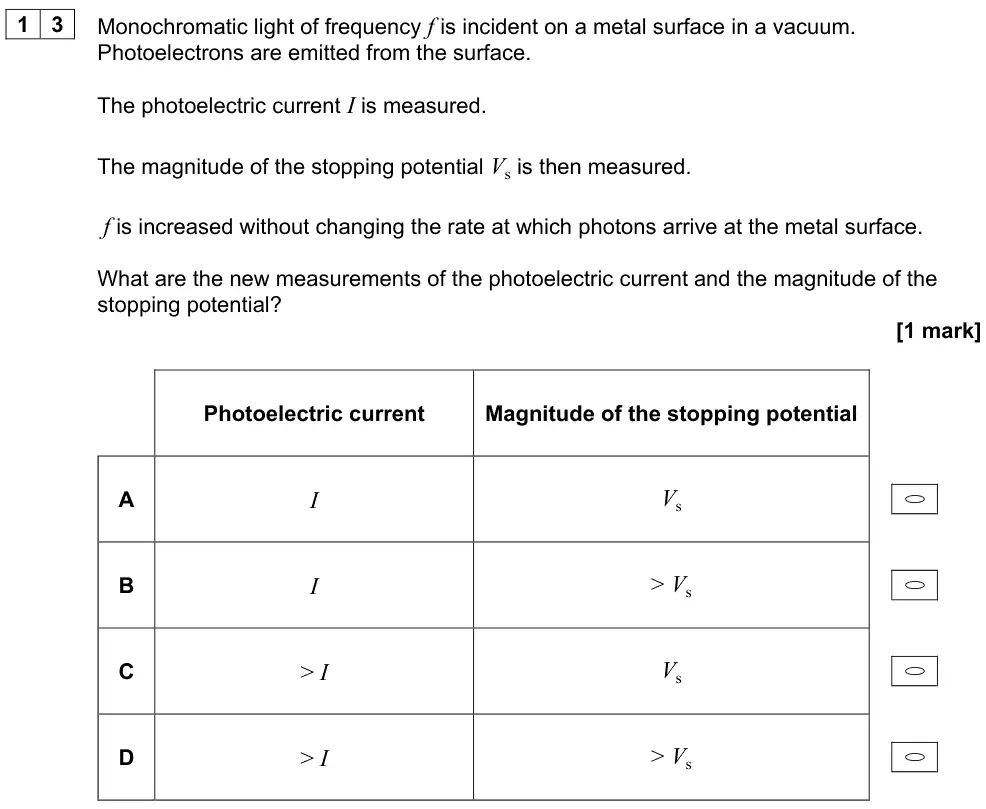 1 3 Monochromatic light of frequency f is incident on a metal surface in a vacuum.
Photoelectrons are emitted from the surface.
The photoelectric current I is measured.
The magnitude of the stopping potential Vs is then measured.
f is increased without changing the rate at which photons arrive at the metal surface.
What are the new measurements of the photoelectric current and the magnitude of the
stopping potential?
[1 mark]
Photoelectric current Magnitude of the stopping potential
A I Vs
B I > Vs
C > I Vs
D > I > Vs